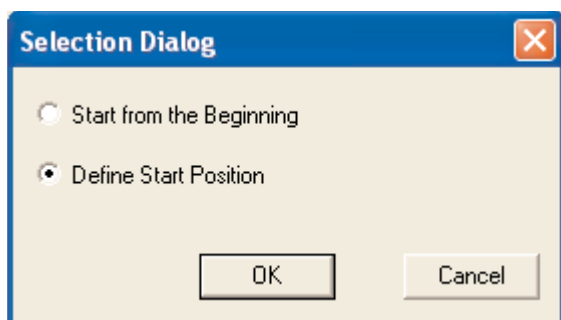 Selection Dialog
Start from the Beginning
Define Start Position
OK Cancel